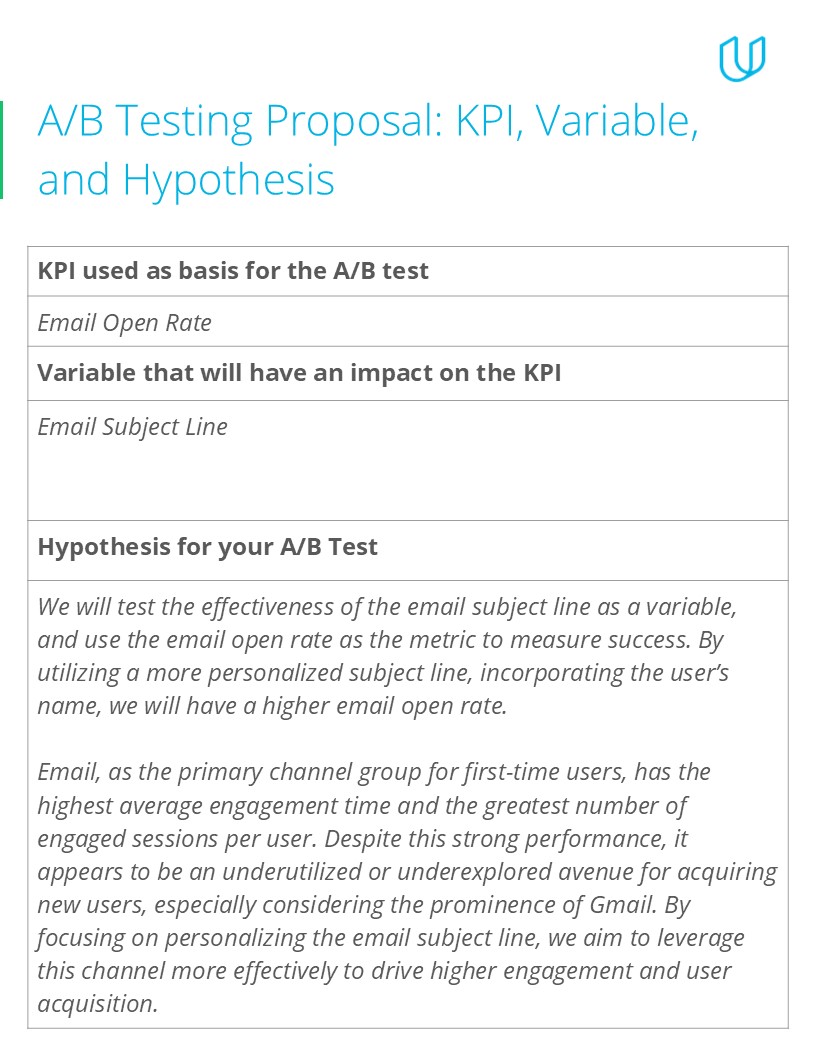 A/B Testing Proposal: KPI, Variable,
and Hypothesis
KPI used as basis for the A/B test
Email Open Rate
Variable that will have an impact on the KPI
Email Subject Line
Hypothesis for your A/B Test
We will test the effectiveness of the email subject line as a variable,
and use the email open rate as the metric to measure success. By
utilizing a more personalized subject line, incorporating the user’s
name, we will have a higher email open rate.
Email, as the primary channel group for first-time users, has the
highest average engagement time and the greatest number of
engaged sessions per user. Despite this strong performance, it
appears to be an underutilized or underexplored avenue for acquiring
new users, especially considering the prominence of Gmail. By
focusing on personalizing the email subject line, we aim to leverage
this channel more effectively to drive higher engagement and user
acquisition.